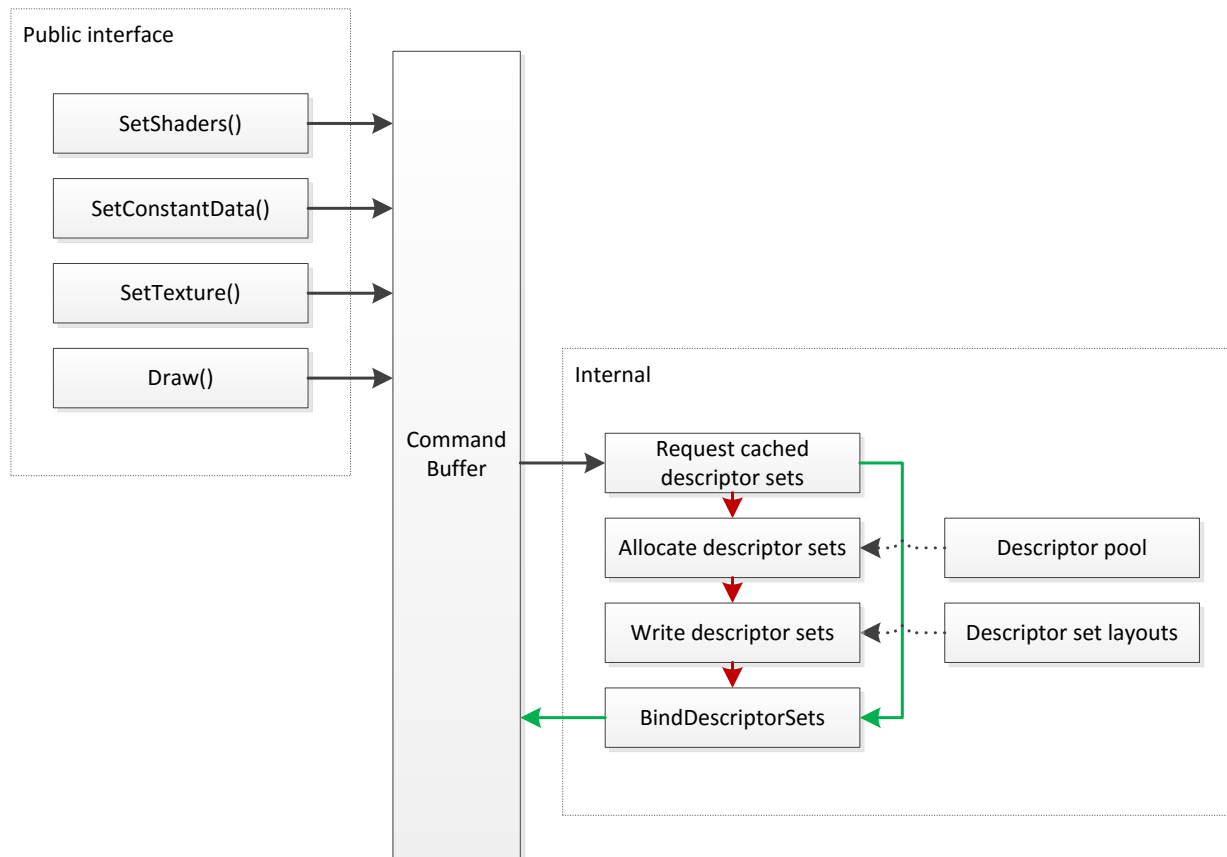 Public interface
SetShaders()
SetConstantData()
SetTexture()
Draw()
Command
Buffer
Internal
Request cached
descriptor sets
Allocate descriptor sets
Descriptor pool
Write descriptor sets
Descriptor set layouts
BindDescriptorSets